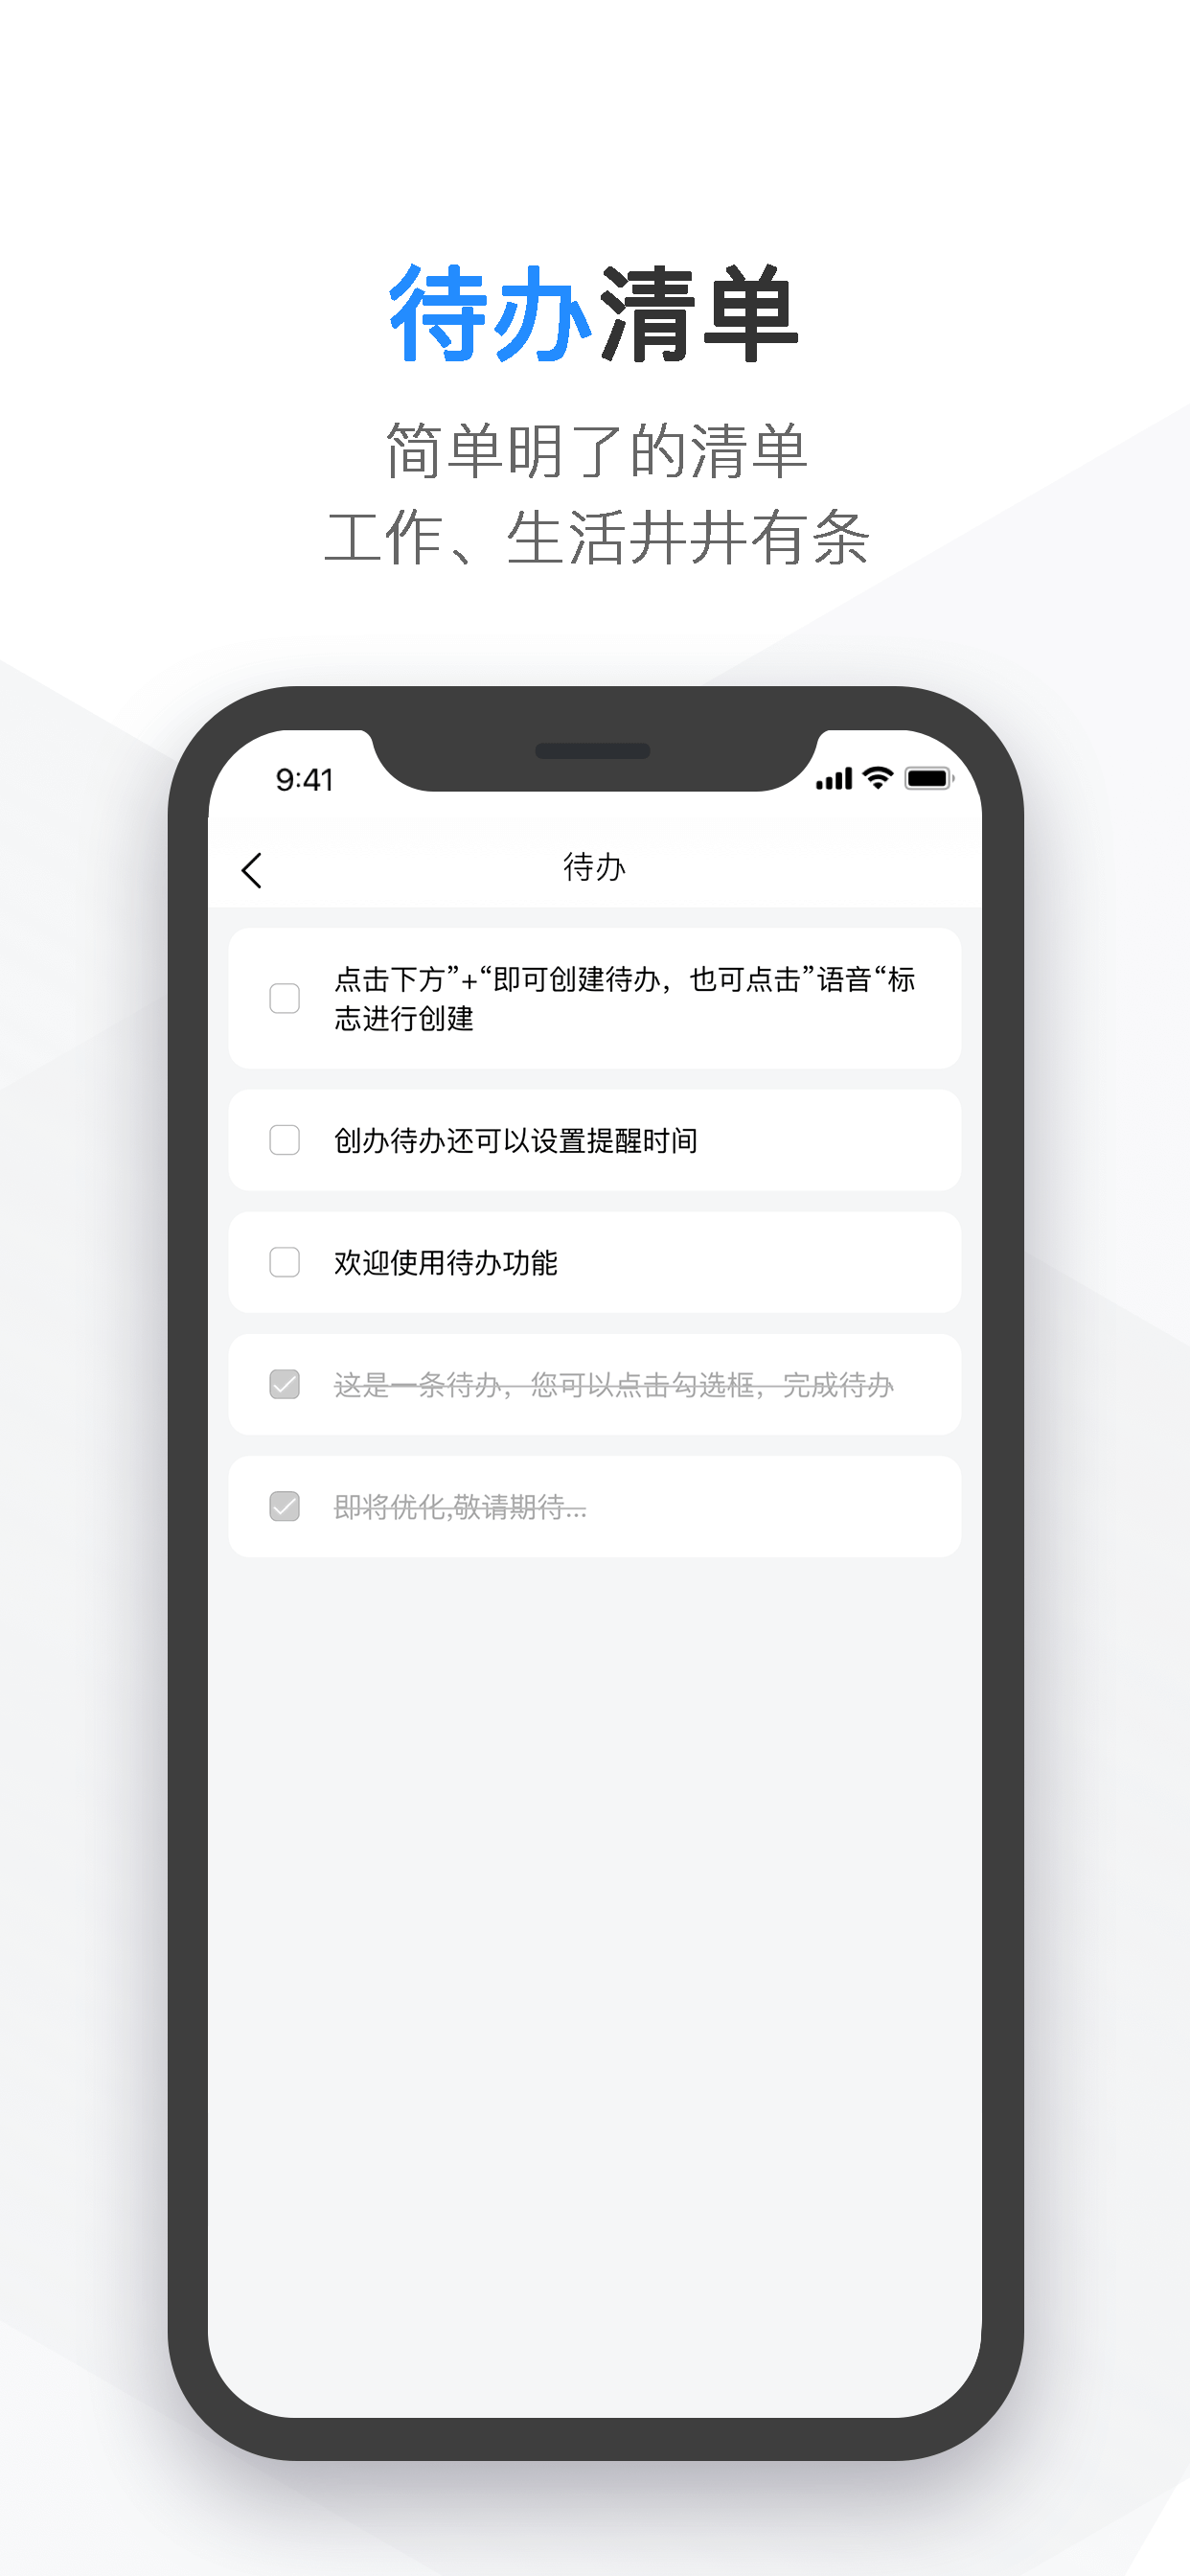 待办清单
简单明了的清单
工作、生活井井有条
9:41
待办
点击下方”+“即可创建待办，也可点击”语音“标
志进行创建
创办待办还可以设置提醒时间
欢迎使用待办功能
这是一条待办，您可以点击勾选框，完成待办
即将优化,敬请期待...